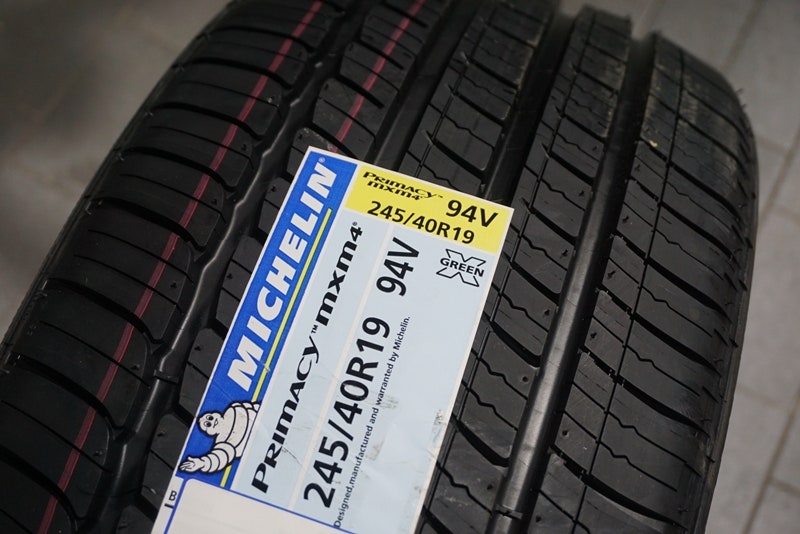 MICHELIN®
PRIMACY™
mxm4®
94V
245/40R19
PRIMACY™ mxm4®
245/40R19 94V
GREEN X
Designed,manufactured and warranted by Michelin.
B